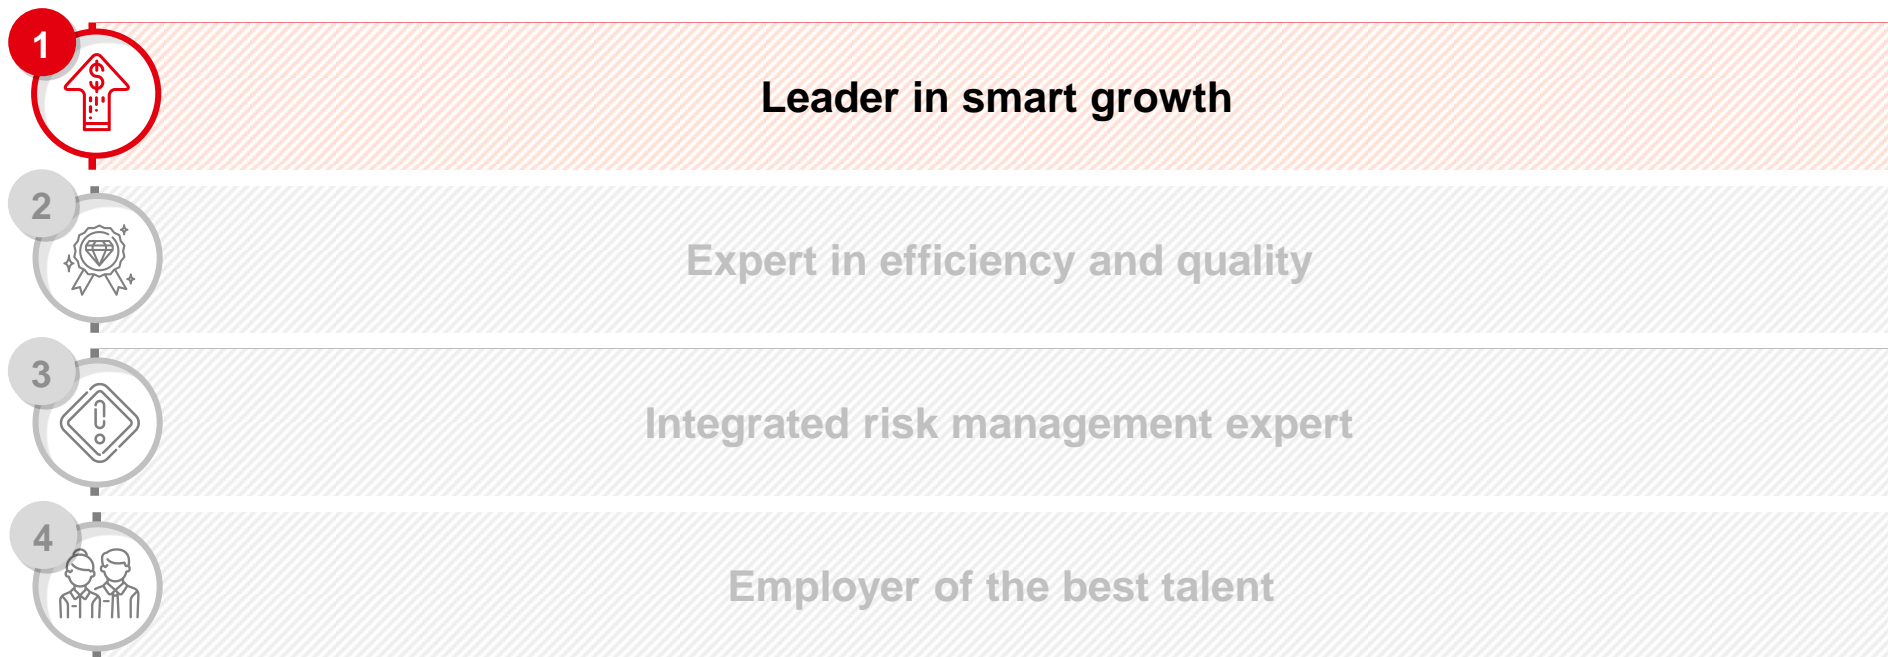 1
Leader in smart growth
2
Expert in efficiency and quality
3
Integrated risk management expert
4
Employer of the best talent